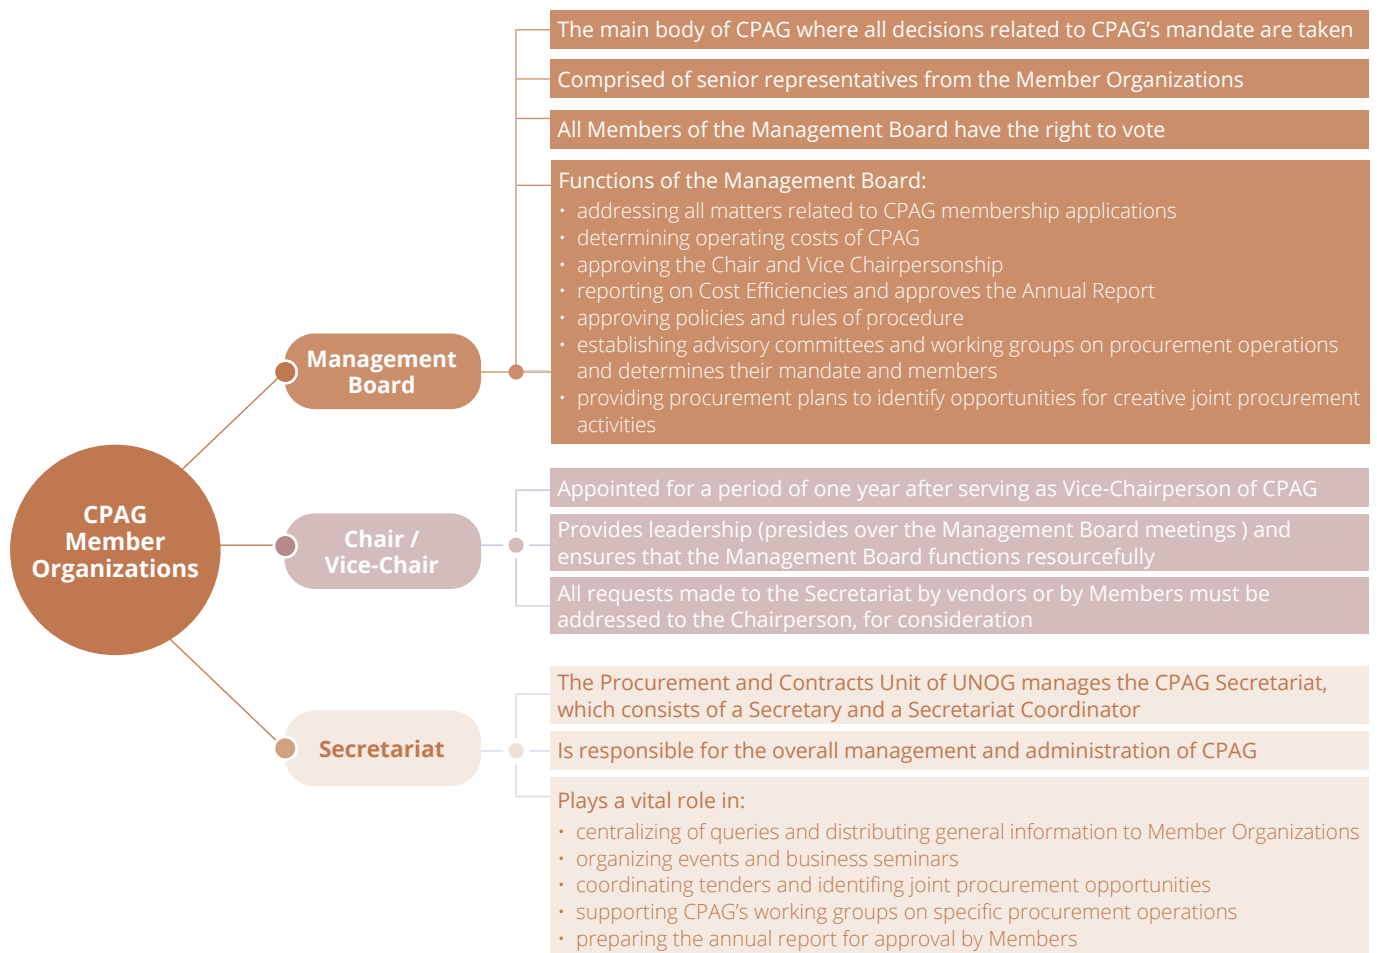 CPAG
Member
Organizations
Management
Board
The main body of CPAG where all decisions related to CPAG’s mandate are taken
Comprised of senior representatives from the Member Organizations
All Members of the Management Board have the right to vote
Functions of the Management Board:
• addressing all matters related to CPAG membership applications
• determining operating costs of CPAG
• approving the Chair and Vice Chairpersonship
• reporting on Cost Efficiencies and approves the Annual Report
• approving policies and rules of procedure
• establishing advisory committees and working groups on procurement operations
and determines their mandate and members
• providing procurement plans to identify opportunities for creative joint procurement
activities
Chair /
Vice-Chair
Appointed for a period of one year after serving as Vice-Chairperson of CPAG
Provides leadership (presides over the Management Board meetings ) and
ensures that the Management Board functions resourcefully
All requests made to the Secretariat by vendors or by Members must be
addressed to the Chairperson, for consideration
Secretariat
The Procurement and Contracts Unit of UNOG manages the CPAG Secretariat,
which consists of a Secretary and a Secretariat Coordinator
Is responsible for the overall management and administration of CPAG
Plays a vital role in:
• centralizing of queries and distributing general information to Member Organizations
• organizing events and business seminars
• coordinating tenders and identifing joint procurement opportunities
• supporting CPAG’s working groups on specific procurement operations
• preparing the annual report for approval by Members